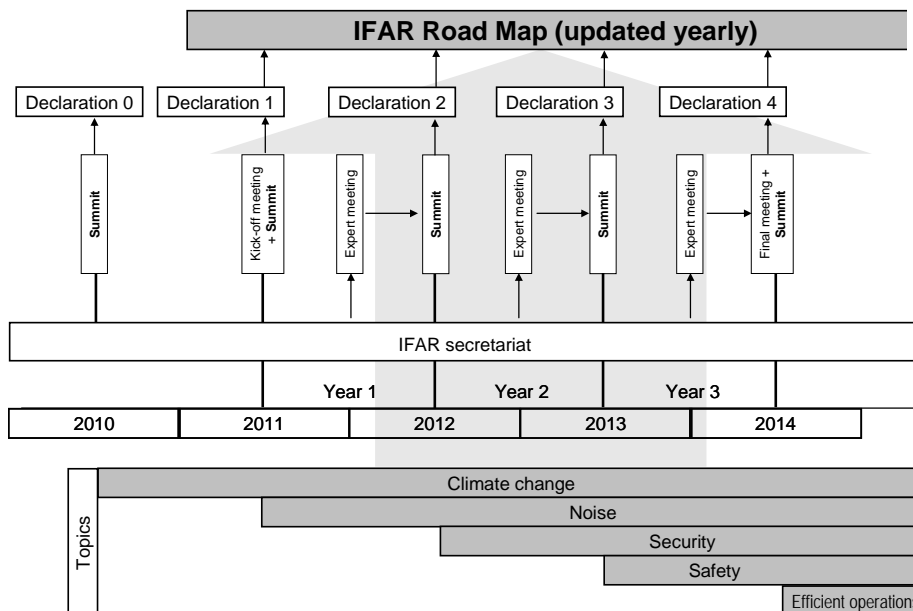 IFAR Road Map (updated yearly)
Declaration 0
Declaration 1
Declaration 2
Declaration 3
Declaration 4
Summit
Kick-off meeting
+ Summit
Expert meeting
Summit
Expert meeting
Summit
Expert meeting
Final meeting +
Summit
IFAR secretariat
Year 1
Year 2
Year 3
2010
2011
2012
2013
2014
Topics
Climate change
Noise
Security
Safety
Efficient operations